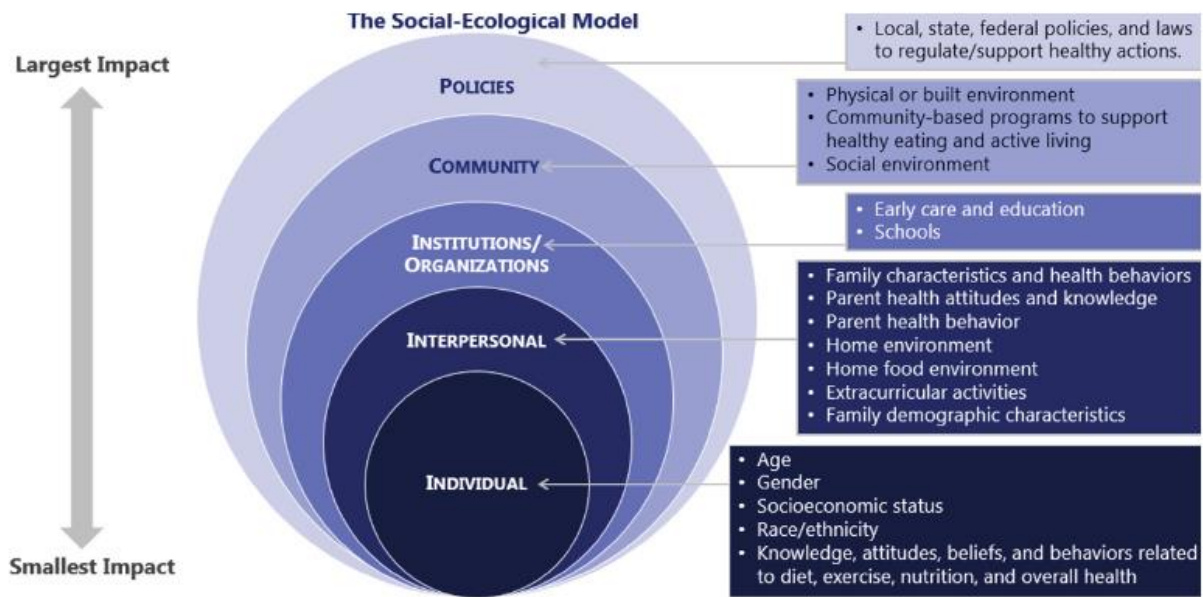 The Social-Ecological Model
Largest Impact
Smallest Impact
POLICIES
COMMUNITY
INSTITUTIONS/
ORGANIZATIONS
INTERPERSONAL
INDIVIDUAL
• Local, state, federal policies, and laws
to regulate/support healthy actions.
• Physical or built environment
• Community-based programs to support
healthy eating and active living
• Social environment
• Early care and education
• Schools
• Family characteristics and health behaviors
• Parent health attitudes and knowledge
• Parent health behavior
• Home environment
• Home food environment
• Extracurricular activities
• Family demographic characteristics
• Age
• Gender
• Socioeconomic status
• Race/ethnicity
• Knowledge, attitudes, beliefs, and behaviors related
to diet, exercise, nutrition, and overall health